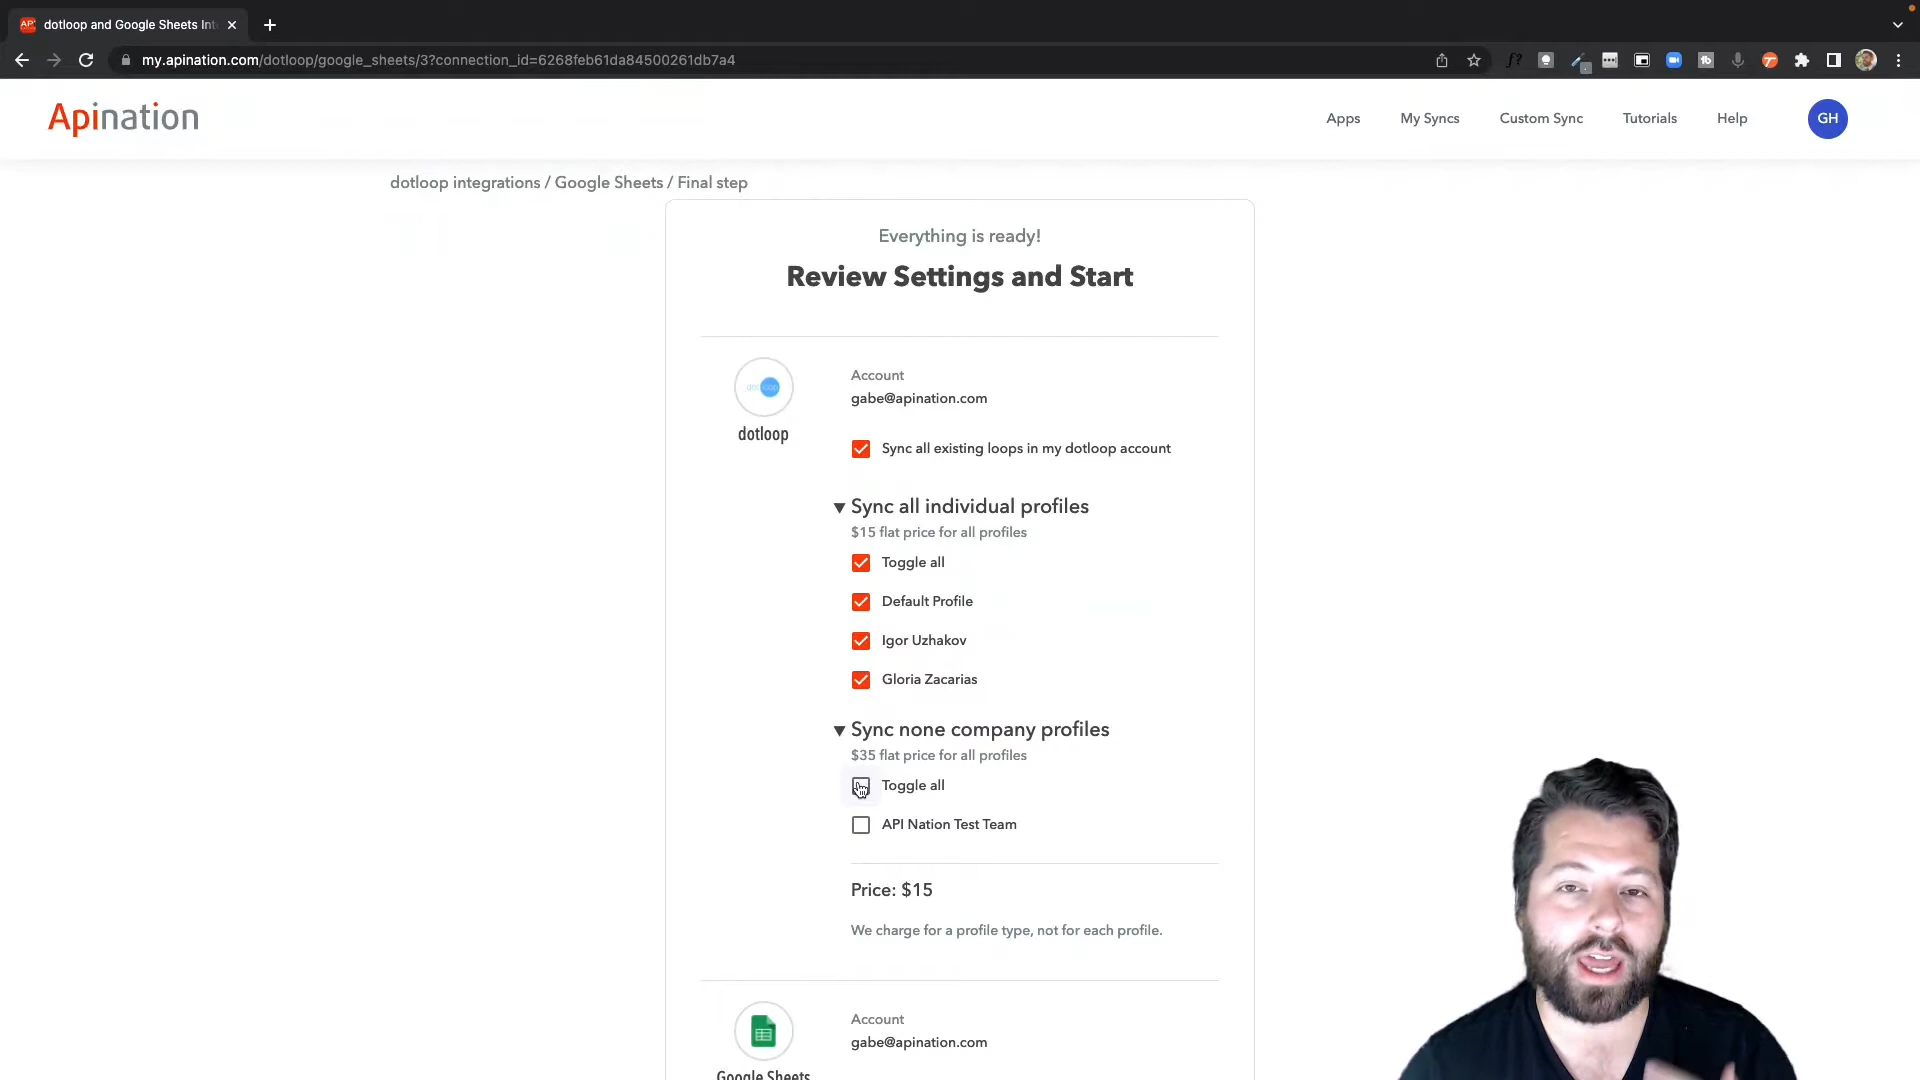 dotloop and Google Sheets Int
my.apination.com/dotloop/google_sheets/3?connection_id=6268feb61da84500261db7a4
Apination
Apps
My Syncs
Custom Sync
Tutorials
Help
GH
dotloop integrations / Google Sheets / Final step
Everything is ready!
Review Settings and Start
dotloop
Account
gabe@apination.com
Sync all existing loops in my dotloop account
Sync all individual profiles
$15 flat price for all profiles
Toggle all
Default Profile
Igor Uzhakov
Gloria Zacarias
Sync none company profiles
$35 flat price for all profiles
Toggle all
API Nation Test Team
Price: $15
We charge for a profile type, not for each profile.
Account
gabe@apination.com
Google Sheets